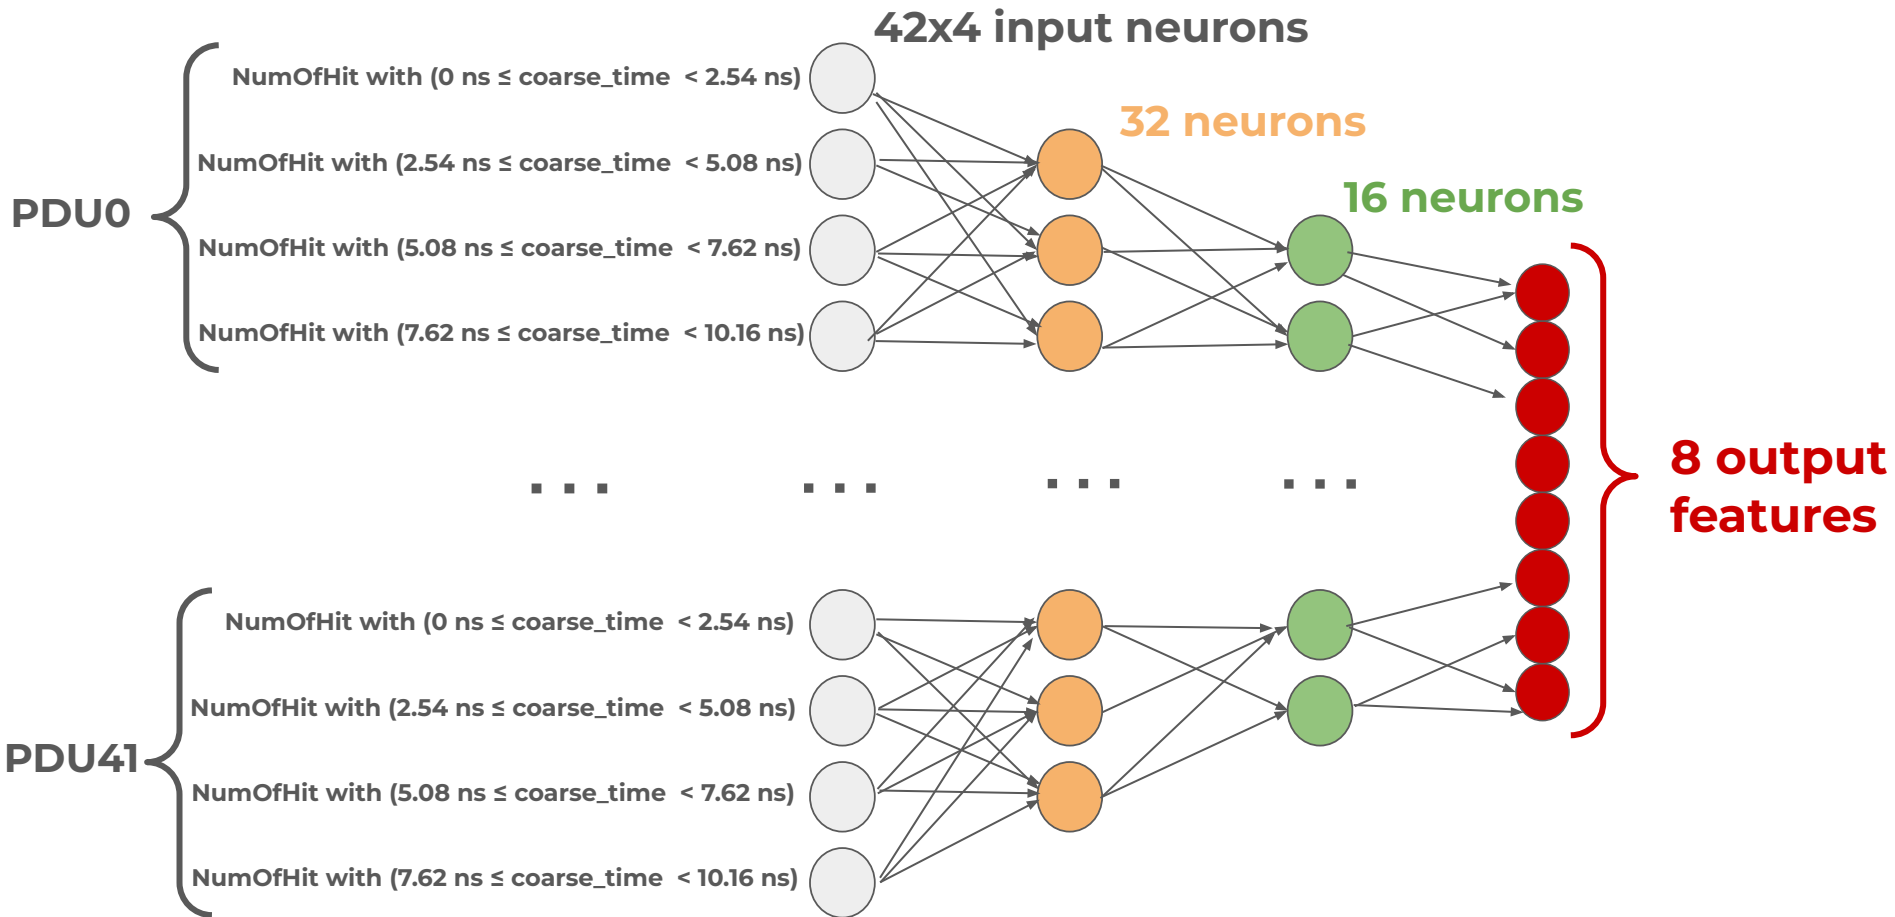 42x4 input neurons
NumOfHit with (0 ns ≤ coarse_time < 2.54 ns)
32 neurons
NumOfHit with (2.54 ns ≤ coarse_time < 5.08 ns)
16 neurons
PDU0
NumOfHit with (5.08 ns ≤ coarse_time < 7.62 ns)
NumOfHit with (7.62 ns ≤ coarse_time < 10.16 ns)
8 output
features
. . . . . . . . . . . .
NumOfHit with (0 ns ≤ coarse_time < 2.54 ns)
NumOfHit with (2.54 ns ≤ coarse_time < 5.08 ns)
PDU41
NumOfHit with (5.08 ns ≤ coarse_time < 7.62 ns)
NumOfHit with (7.62 ns ≤ coarse_time < 10.16 ns)